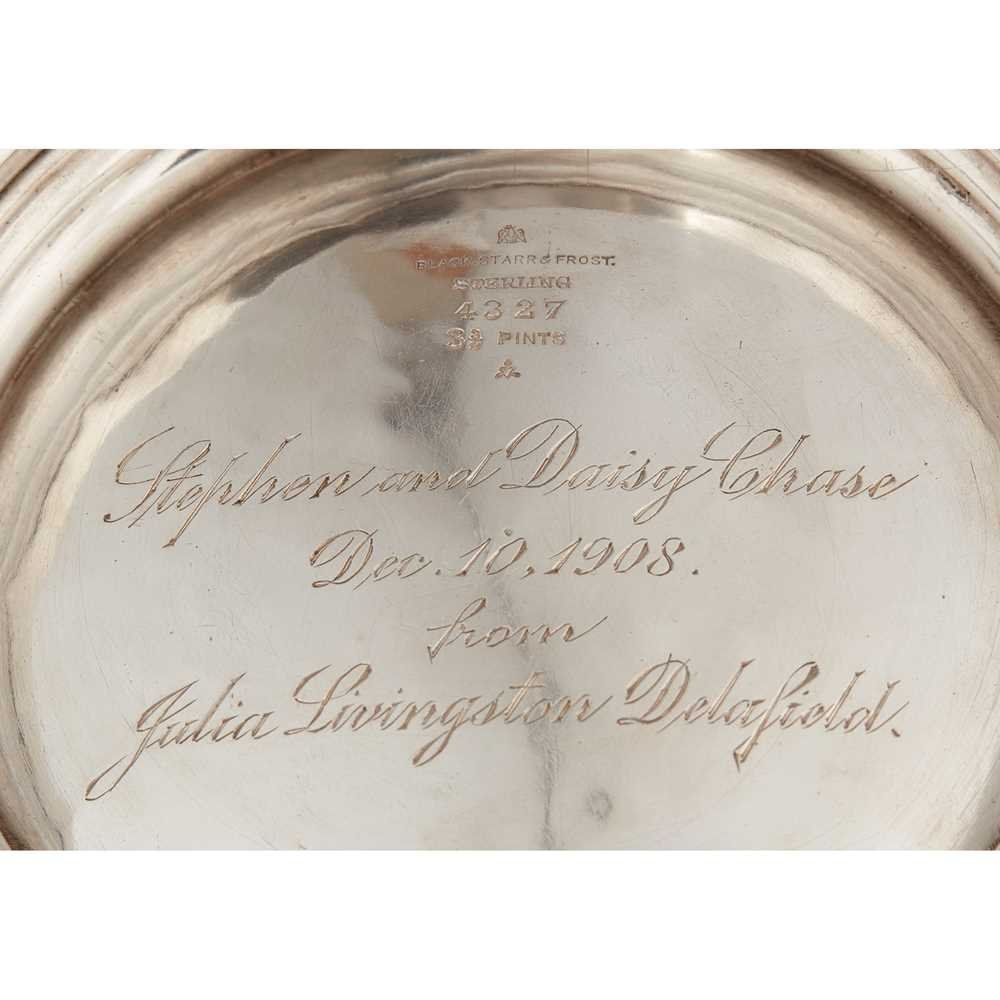 BLACK, STARR & FROST.
STERLING
4327
3½ PINTS
Stephen and Daisy Chase
Dec. 10, 1908.
from
Julia Livingston Delafield.